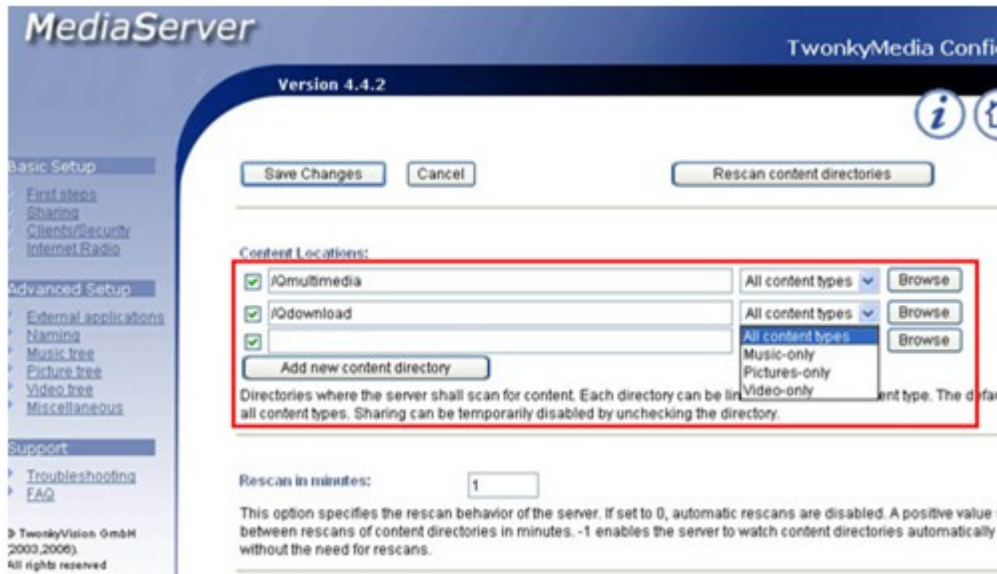 MediaServer
TwonkyMedia Confi
Version 4.4.2
Basic Setup
First steps
Sharing
Clients/Security
Internet Radio
Advanced Setup
External applications
Naming
Music tree
Picture tree
Video tree
Miscellaneous
Support
Troubleshooting
FAQ
© TwonkyVision GmbH
(2003,2006).
All rights reserved
Save Changes
Cancel
Rescan content directories
Content Locations:
/Qmultimedia
All content types
Browse
/Qdownload
All content types
Browse
All content types
Browse
Music-only
Pictures-only
Video-only
Add new content directory
Directories where the server shall scan for content. Each directory can be lin ent type. The defa
all content types. Sharing can be temporarily disabled by unchecking the directory.
Rescan in minutes:
1
This option specifies the rescan behavior of the server. If set to 0, automatic rescans are disabled. A positive value
between rescans of content directories in minutes. -1 enables the server to watch content directories automatically
without the need for rescans.